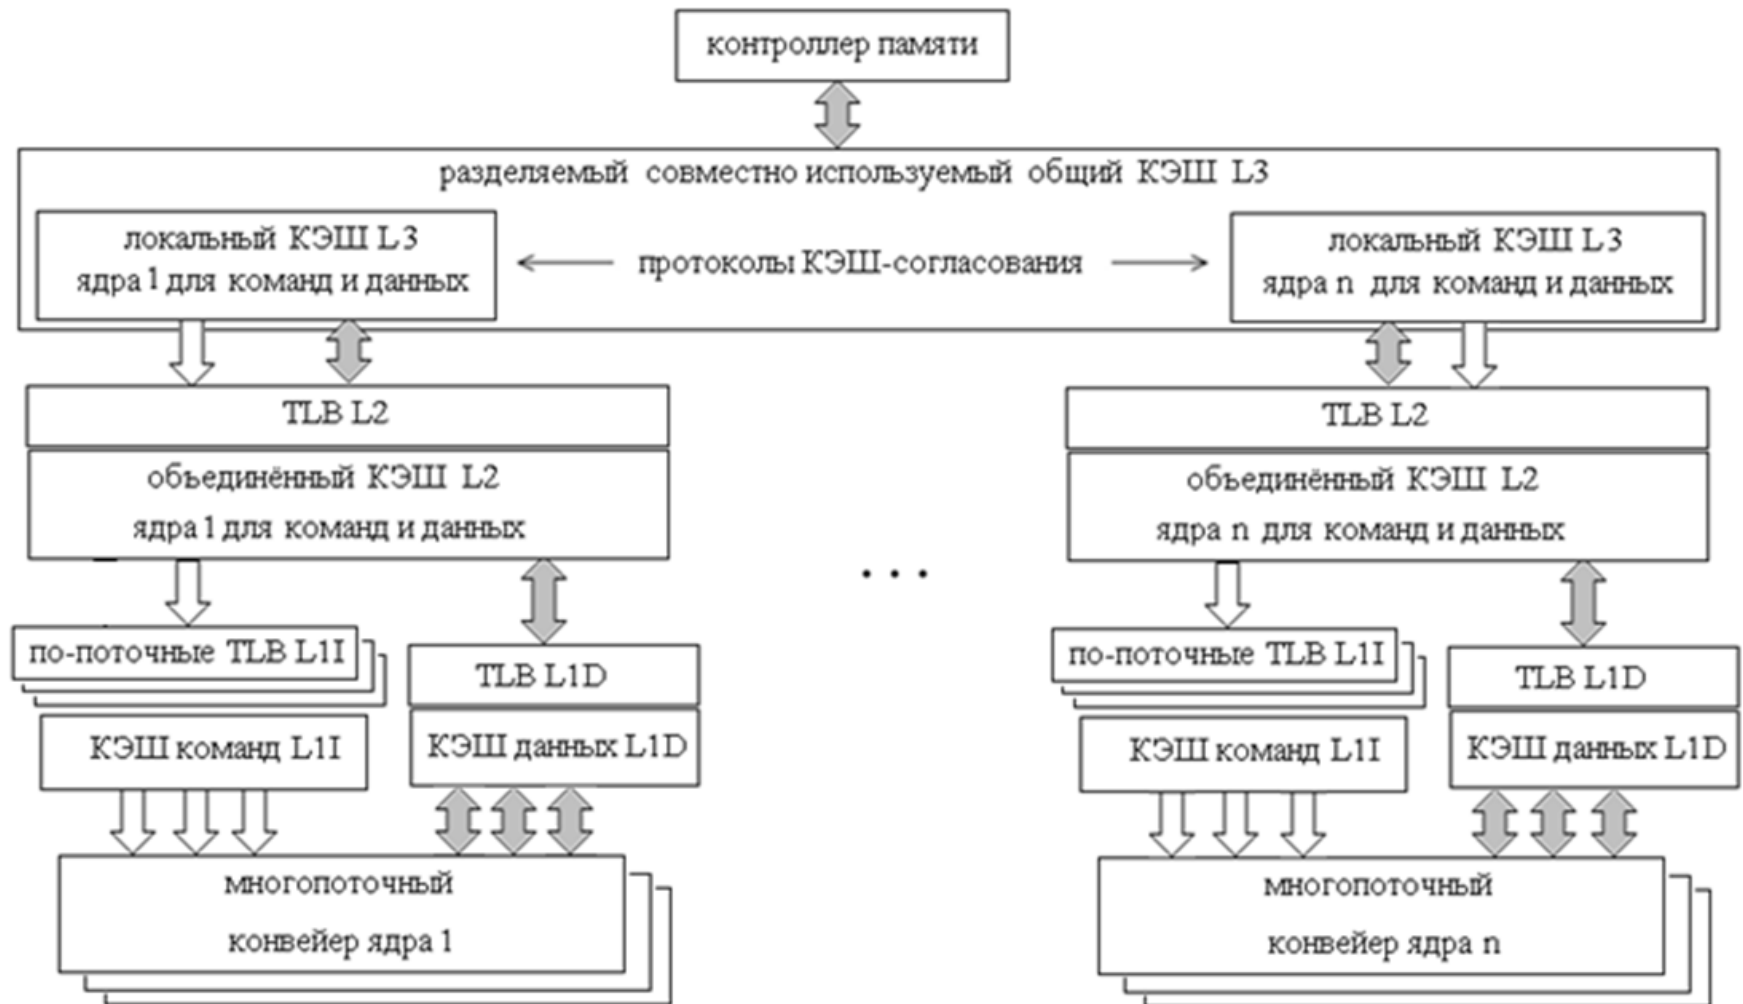 контроллер памяти
разделяемый совместно используемый общий КЭШ L3
локальный КЭШ L3
ядра 1 для команд и данных
протоколы КЭШ-согласования
локальный КЭШ L3
ядра n для команд и данных
TLB L2
объединённый КЭШ L2
ядра 1 для команд и данных
TLB L2
объединённый КЭШ L2
ядра n для команд и данных
. . .
по-поточные TLB L1I
TLB L1D
КЭШ команд L1I
КЭШ данных L1D
по-поточные TLB L1I
TLB L1D
КЭШ команд L1I
КЭШ данных L1D
многопоточный
конвейер ядра 1
многопоточный
конвейер ядра n